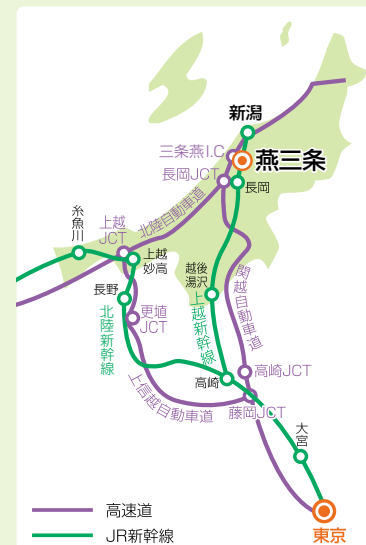 新潟
三条燕I.C
燕三条
長岡JCT
長岡
北陸自動車道
糸魚川
上越
JCT
上越
妙高
越後
湯沢
関越自動車道
長野
北陸新幹線
更埴
JCT
上越新幹線
高崎JCT
高崎
上信越自動車道
藤岡JCT
大宮
東京
高速道
JR新幹線